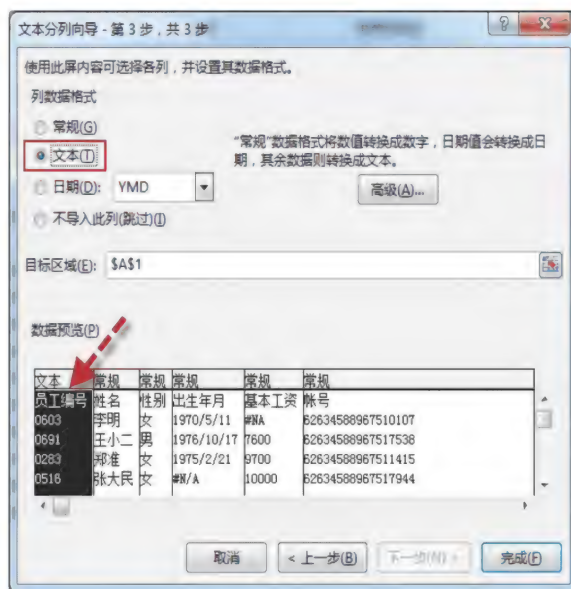 文本分列向导 - 第 3 步，共 3 步
使用此屏内容可选择各列，并设置其数据格式。
列数据格式
常规(G)
文本(T)
“常规”数据格式将数值转换成数字，日期值会转换成日
期，其余数据则转换成文本。
日期(D): YMD
高级(A)...
不导入此列(跳过)(I)
目标区域(E): $A$1
数据预览(P)
文本 常规 常规 常规 常规 常规
员工编号 姓名 性别 出生年月 基本工资 帐号
0603 李明 女 1970/5/11 #NA 62634588967510107
0691 王小二 男 1976/10/17 7600 62634588967517538
0283 郑准 女 1975/2/21 9700 62634588967511415
0516 张大民 女 #N/A 10000 62634588967517944
取消 < 上一步(B) 下一步(N) > 完成(F)